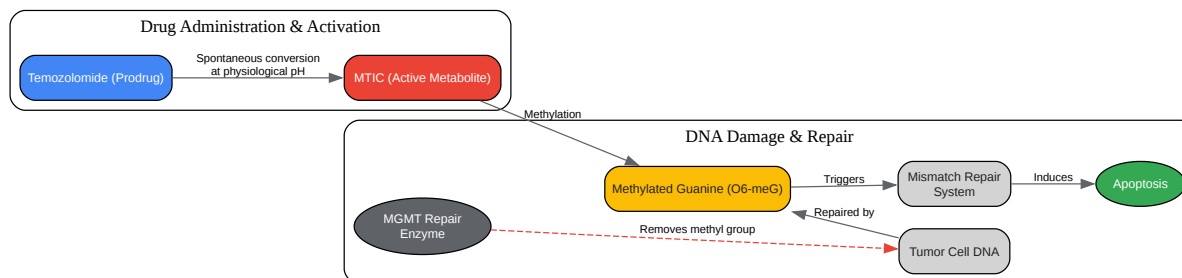 Drug Administration & Activation
Temozolomide (Prodrug)
Spontaneous conversion
at physiological pH
MTIC (Active Metabolite)
Methylation
DNA Damage & Repair
Methylated Guanine (O6-meG)
Triggers
Mismatch Repair
System
Induces
Apoptosis
MGMT Repair
Enzyme
Removes methyl group
Repaired by
Tumor Cell DNA